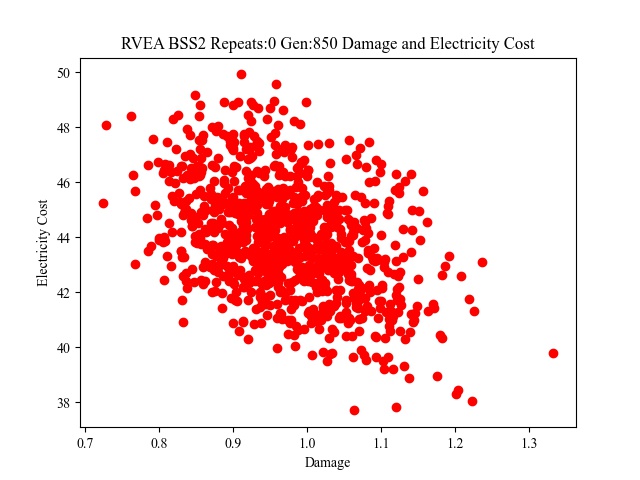 RVEA BSS2 Repeats:0 Gen:850 Damage and Electricity Cost
50
48
46
44
42
40
38
Electricity Cost
0.7 0.8 0.9 1.0 1.1 1.2 1.3
Damage